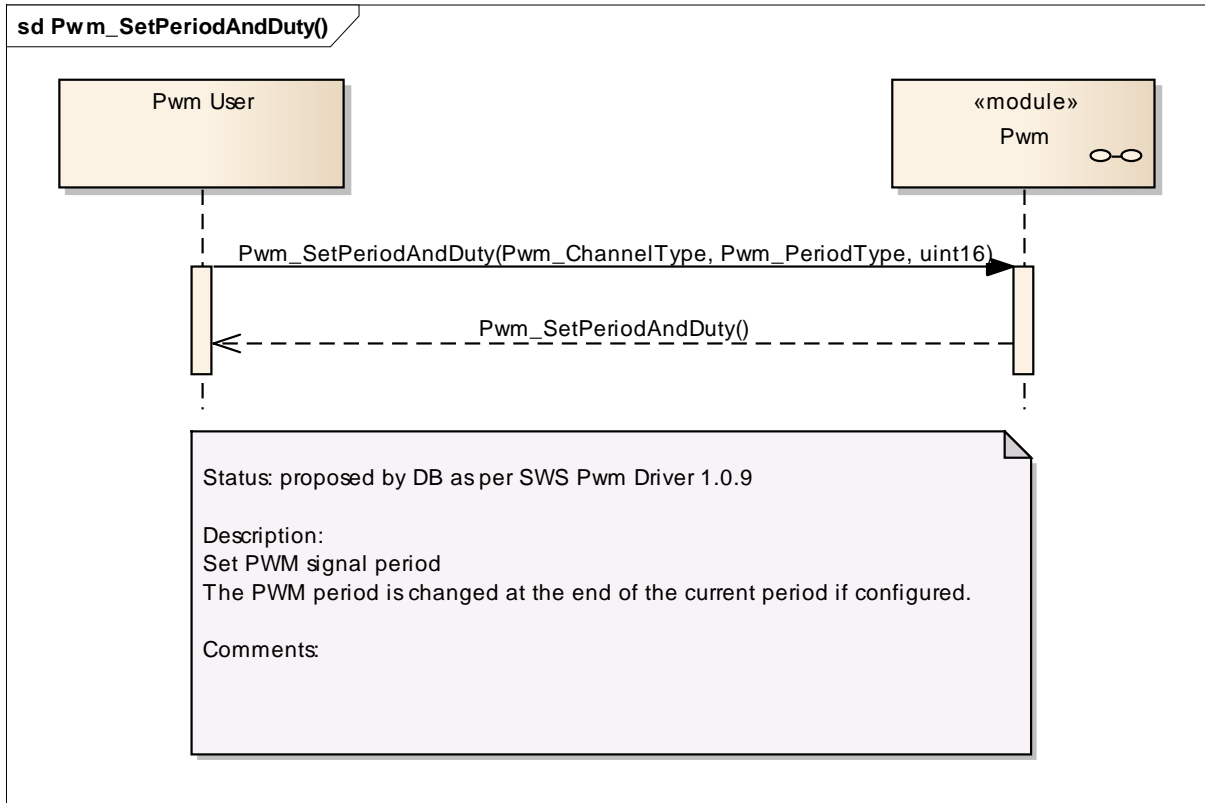 sd Pwm_SetPeriodAndDuty()
Pwm User
«module»
Pwm
Pwm_SetPeriodAndDuty(Pwm_ChannelType, Pwm_PeriodType, uint16)
Pwm_SetPeriodAndDuty()
Status: proposed by DB as per SWS Pwm Driver 1.0.9
Description:
Set PWM signal period
The PWM period is changed at the end of the current period if configured.
Comments: